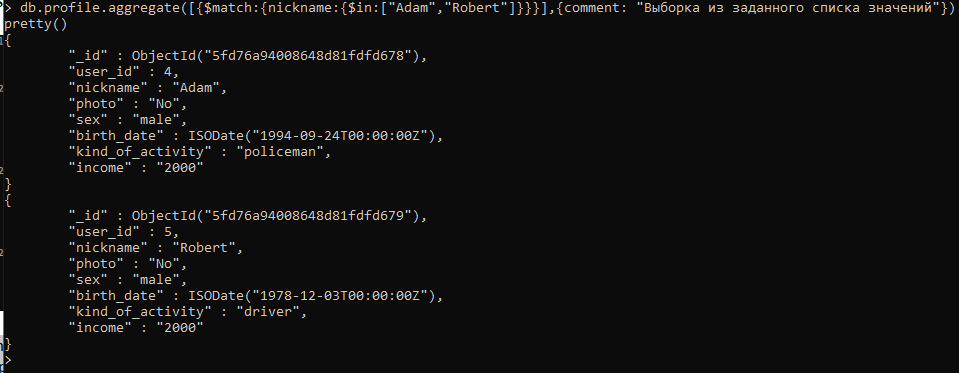 > db.profile.aggregate([{$match:{nickname:{$in:["Adam","Robert"]}}}],{comment: "Выборка из заданного списка значений"})
pretty()
{
        "_id" : ObjectId("5fd76a94008648d81fdfd678"),
        "user_id" : 4,
        "nickname" : "Adam",
        "photo" : "No",
        "sex" : "male",
        "birth_date" : ISODate("1994-09-24T00:00:00Z"),
        "kind_of_activity" : "policeman",
        "income" : "2000"
}
{
        "_id" : ObjectId("5fd76a94008648d81fdfd679"),
        "user_id" : 5,
        "nickname" : "Robert",
        "photo" : "No",
        "sex" : "male",
        "birth_date" : ISODate("1978-12-03T00:00:00Z"),
        "kind_of_activity" : "driver",
        "income" : "2000"
}
>